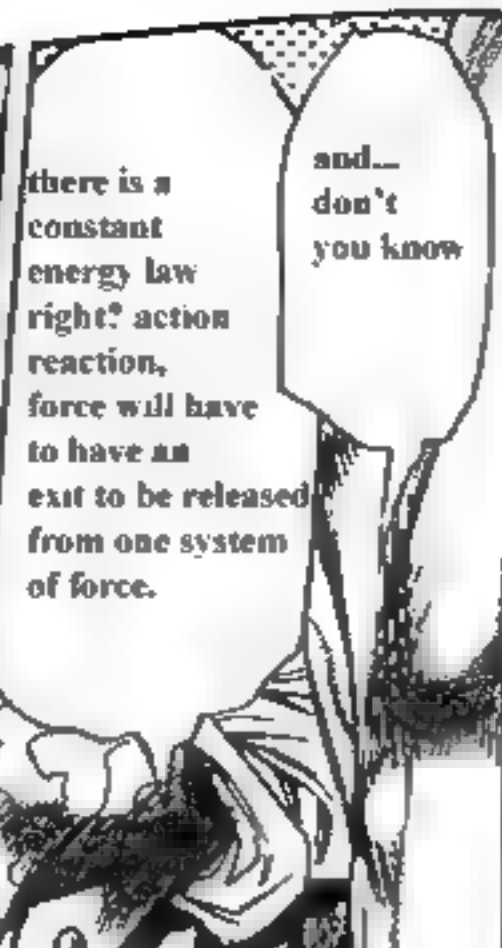 and...
don't
you know
there is a
constant
energy law
right? action
reaction,
force will have
to have an
exit to be released
from one system
of force.